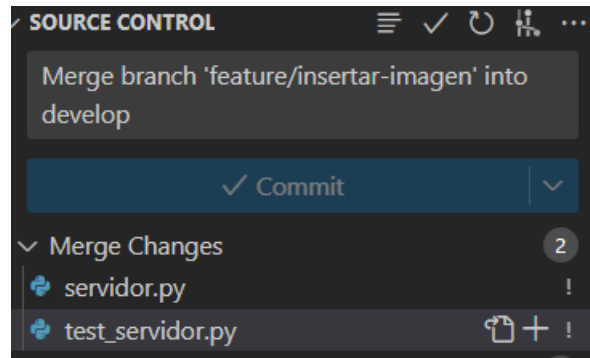 SOURCE CONTROL
Merge branch 'feature/insertar-imagen' into
develop
Commit
Merge Changes 2
servidor.py !
test_servidor.py !